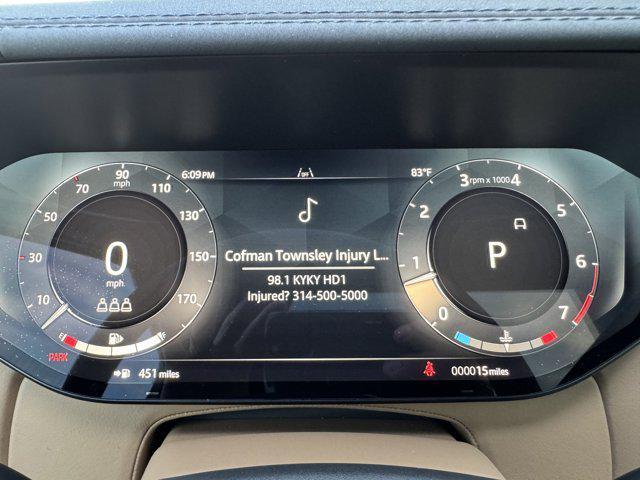 6:09PM
OFF
83°F
10
30
50
70
90
mph
110
130
150
170
0
mph
E
F
PARK
451 miles
Cofman Townsley Injury L...
98.1 KYKY HD1
Injured? 314-500-5000
0
1
2
3 rpm x 1000 4
5
6
7
P
000015 miles